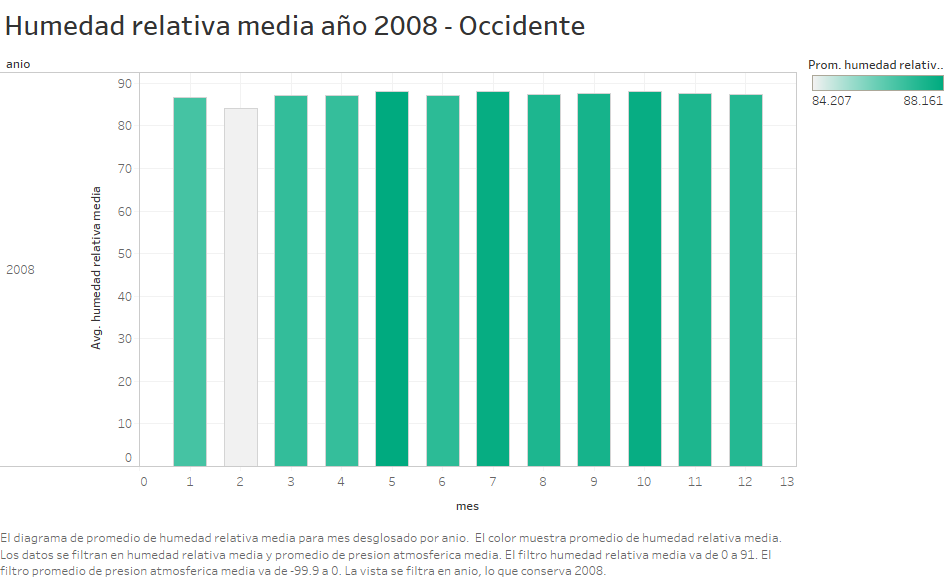 Humedad relativa media año 2008 - Occidente
anio
Prom. humedad relativ..
84.207
88.161
90
80
70
60
50
40
30
20
10
0
Avg. humedad relativa media
2008
0 1 2 3 4 5 6 7 8 9 10 11 12 13
mes
El diagrama de promedio de humedad relativa media para mes desglosado por anio. El color muestra promedio de humedad relativa media.
Los datos se filtran en humedad relativa media y promedio de presion atmosferica media. El filtro humedad relativa media va de 0 a 91. El
filtro promedio de presion atmosferica media va de -99.9 a 0. La vista se filtra en anio, lo que conserva 2008.